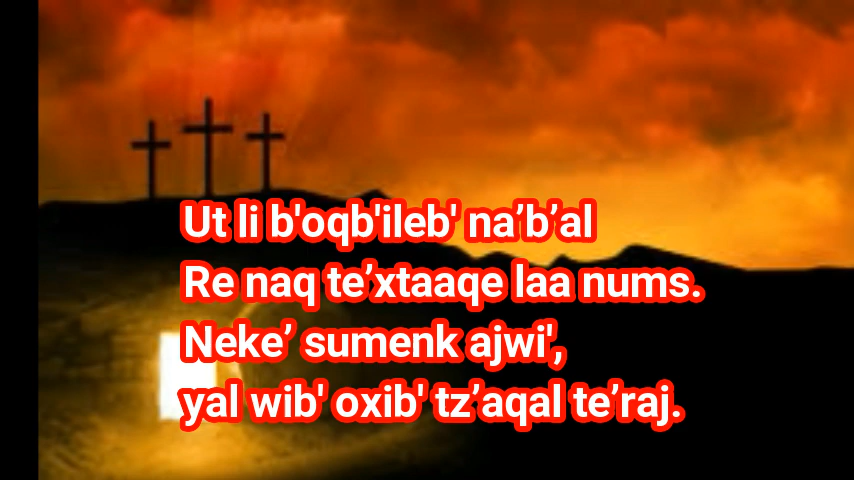 Ut li b'oqb'ileb' na’b’al
Re naq te’xtaaqe laa nums.
Neke’ sumenk ajwi',
yal wib' oxib' tz’aqal te’raj.